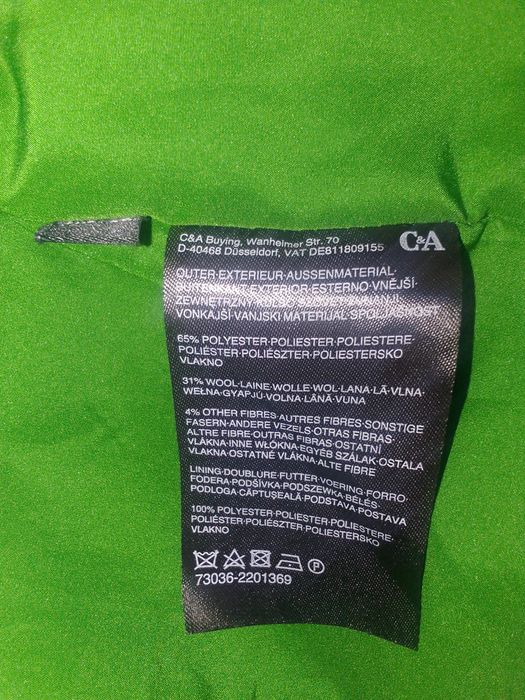 C&A Buying, Wanheimer Str. 70
D-40468 Düsseldorf, VAT DE811809155
C&A
OUTER·EXTERIEUR·AUSSENMATERIAL·
BUITENKANT·EXTERIOR·ESTERNO·VNĚJŠÍ·
ZEWNĘTRZNY·KÜLSŐ
VONKAJŠÍ·VANJSKI MATERIJAL·SPOLJAŠNOST
65% POLYESTER·POLIESTER·POLIESTERE·
POLIÉSTER·POLIÉSZTER·POLIESTERSKO
VLAKNO
31% WOOL·LAINE·WOLLE·WOL·LANA·LÃ·VLNA·
WEŁNA·GYAPJÚ·VOLNA·LÂNĂ·VUNA
4% OTHER FIBRES·AUTRES FIBRES·SONSTIGE
FASERN·ANDERE VEZELS·OTRAS FIBRAS·
ALTRE FIBRE·OUTRAS FIBRAS·OSTATNÍ
VLÁKNA·INNE WŁÓKNA·EGYÉB SZÁLAK·OSTALA
VLAKNA·OSTATNÉ VLÁKNA·ALTE FIBRE
LINING·DOUBLURE·FUTTER·VOERING·FORRO·
FODERA·PODŠÍVKA·PODSZEWKA·BÉLÉS·
PODLOGA·CĂPTUŞEALĂ·PODSTAVA·POSTAVA
100% POLYESTER·POLIESTER·POLIESTERE·
POLIÉSTER·POLIÉSZTER·POLIESTERSKO
VLAKNO
P
73036-2201369